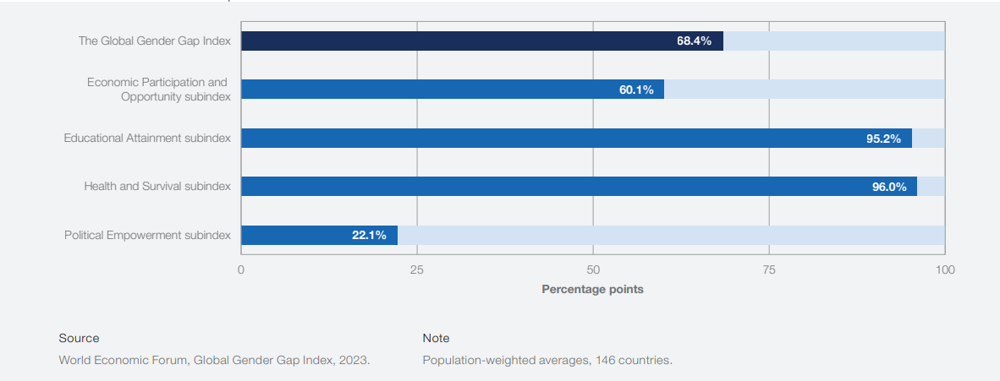 The Global Gender Gap Index
68.4%
Economic Participation and
Opportunity subindex
60.1%
Educational Attainment subindex
95.2%
Health and Survival subindex
96.0%
Political Empowerment subindex
22.1%
0 25 50 75 100
Percentage points
Source
World Economic Forum, Global Gender Gap Index, 2023.
Note
Population-weighted averages, 146 countries.